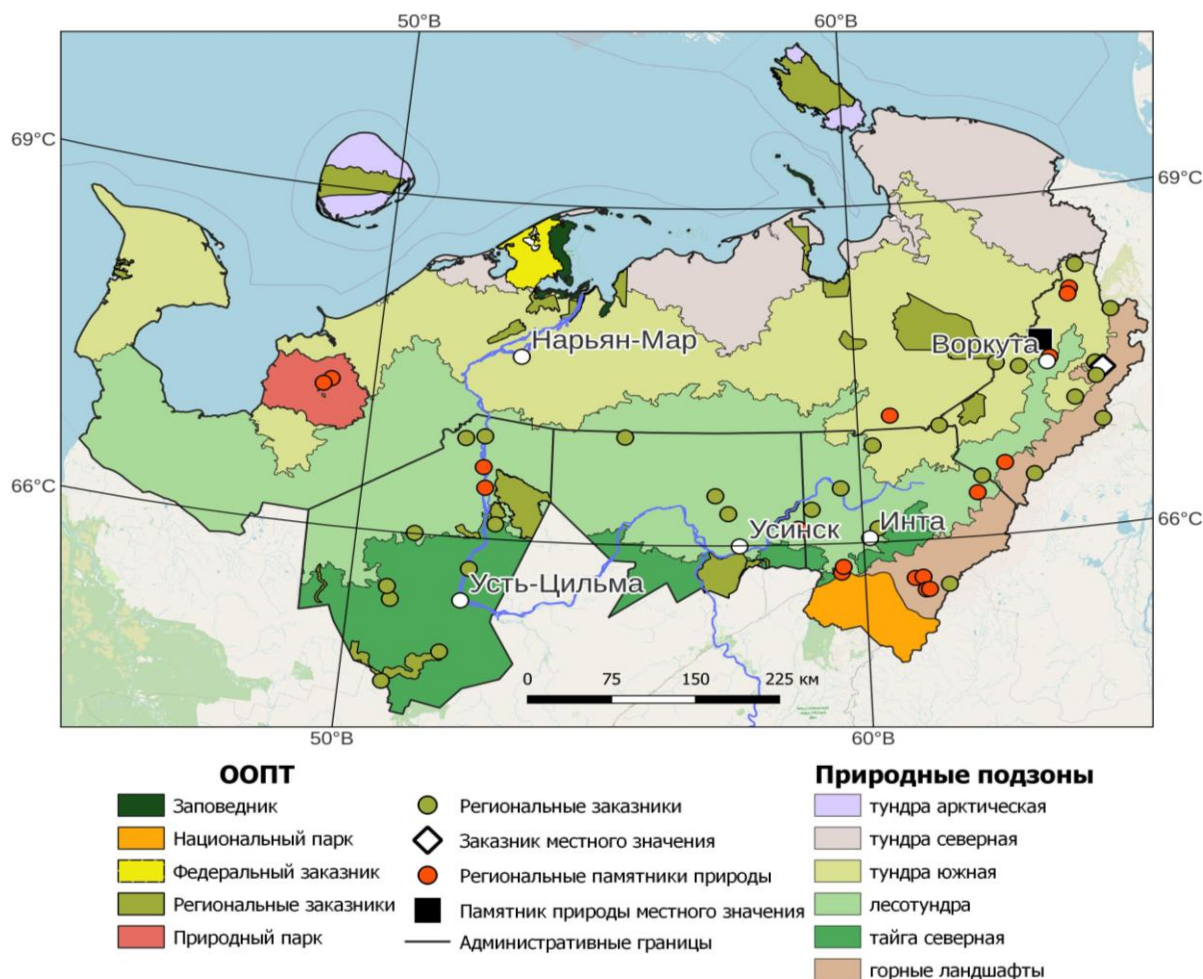 50°В
60°В
69°С
69°С
Нарьян-Мар
Воркута
66°С
66°С
Усинск
Инта
Усть-Цильма
0 75 150 225 км
50°В
60°В
ООПТ
Заповедник
Национальный парк
Федеральный заказник
Региональные заказники
Природный парк
Региональные заказники
Заказник местного значения
Региональные памятники природы
Памятник природы местного значения
Административные границы
Природные подзоны
тундра арктическая
тундра северная
тундра южная
лесотундра
тайга северная
горные ландшафты